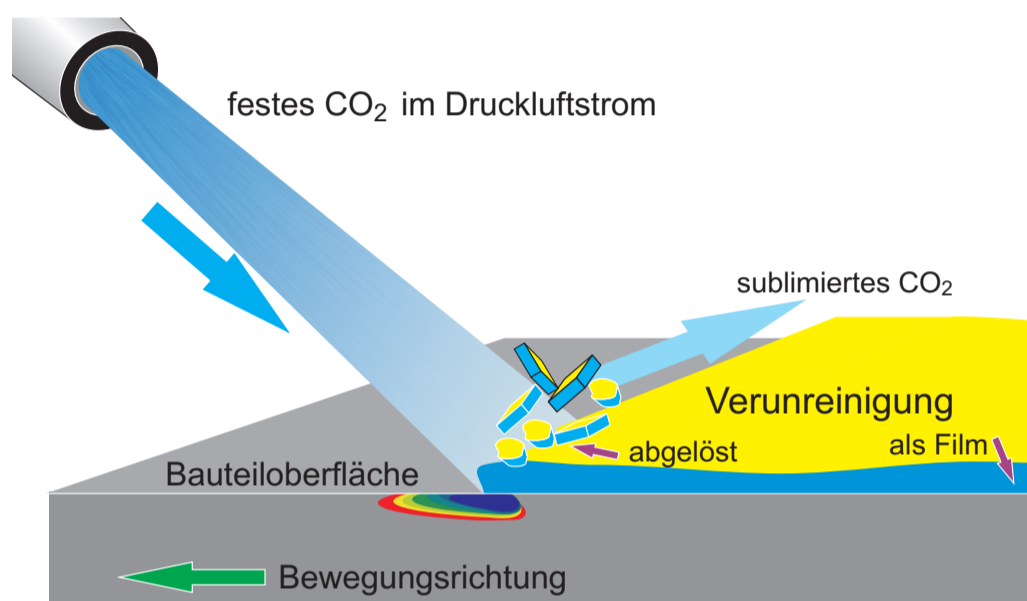 festes CO₂ im Druckluftstrom
sublimiertes CO₂
Verunreinigung
als Film
abgelöst
Bauteiloberfläche
Bewegungsrichtung